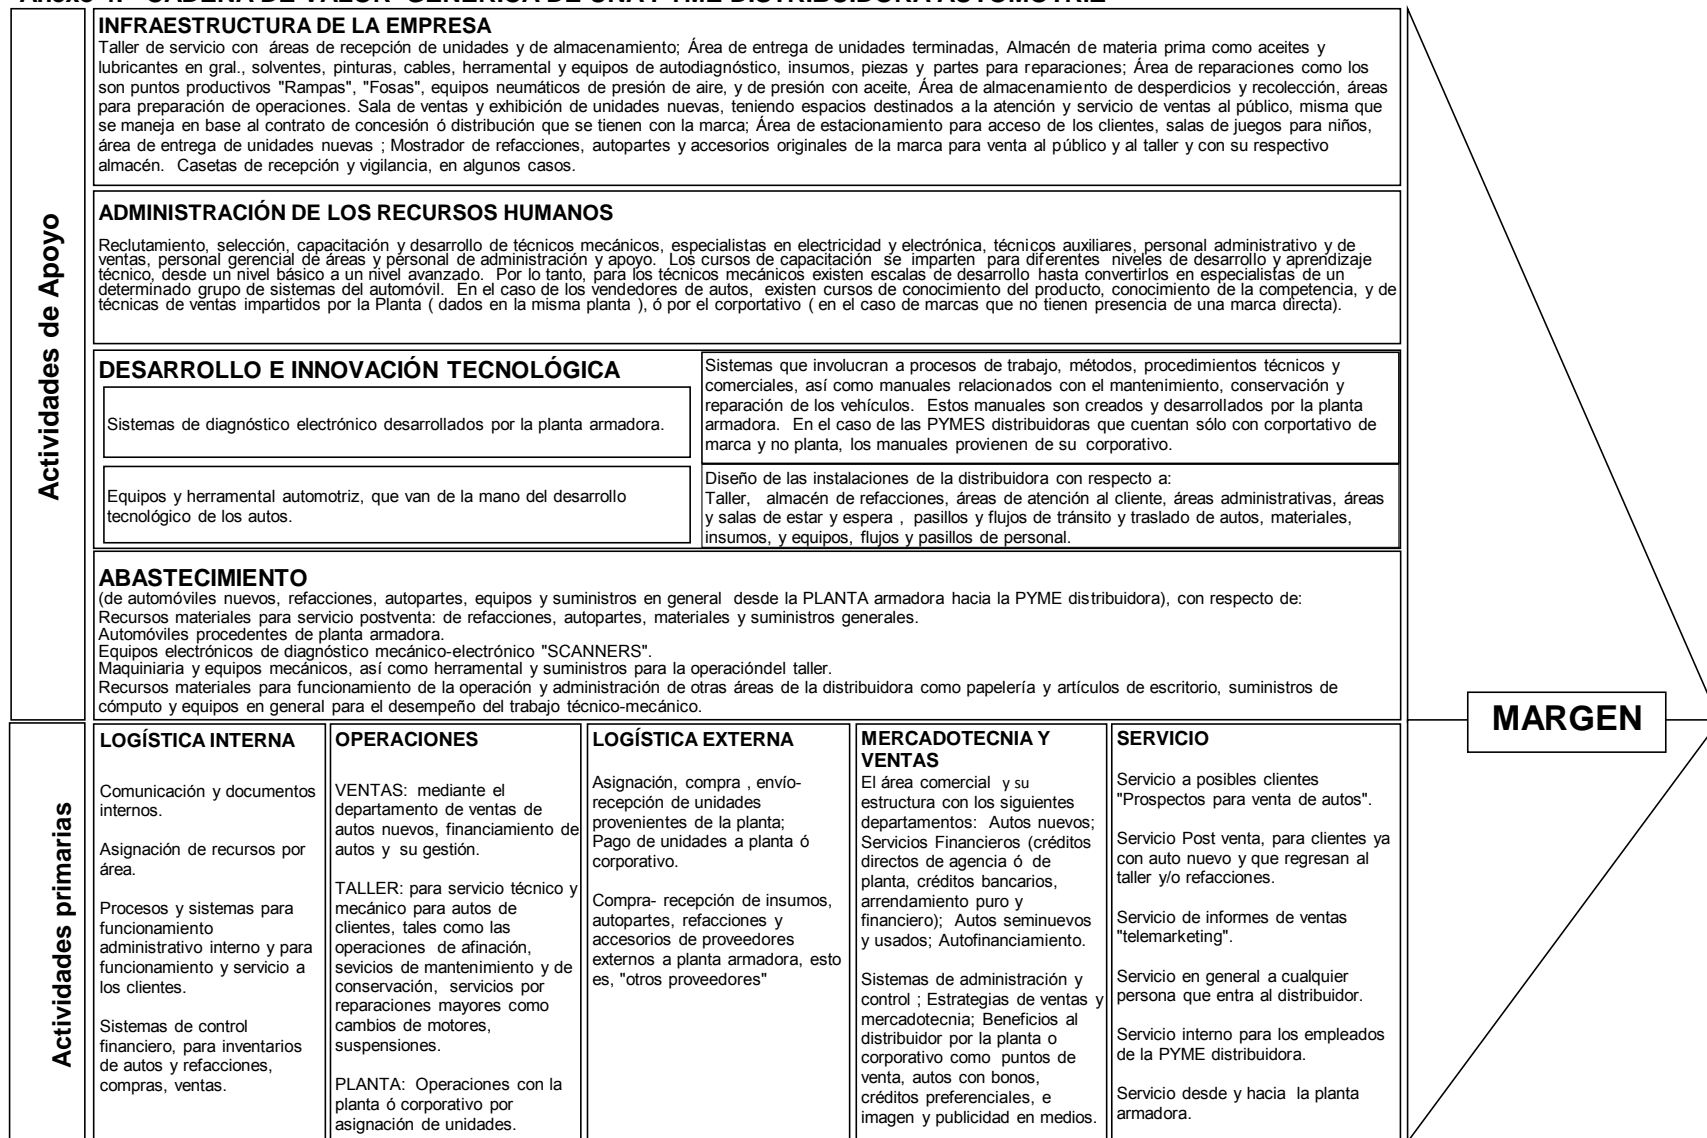 Anexo 4. CADENA DE VALOR GENÉRICA DE UNA PYME DISTRIBUIDORA AUTOMOTRIZ
Actividades de Apoyo
INFRAESTRUCTURA DE LA EMPRESA
Taller de servicio con áreas de recepción de unidades y de almacenamiento; Área de entrega de unidades terminadas, Almacén de materia prima como aceites y
lubricantes en gral., solventes, pinturas, cables, herramental y equipos de autodiagnóstico, insumos, piezas y partes para reparaciones; Área de reparaciones como los
son puntos productivos "Rampas", "Fosas", equipos neumáticos de presión de aire, y de presión con aceite, Área de almacenamiento de desperdicios y recolección, áreas
para preparación de operaciones. Sala de ventas y exhibición de unidades nuevas, teniendo espacios destinados a la atención y servicio de ventas al público, misma que
se maneja en base al contrato de concesión ó distribución que se tienen con la marca; Área de estacionamiento para acceso de los clientes, salas de juegos para niños,
área de entrega de unidades nuevas ; Mostrador de refacciones, autopartes y accesorios originales de la marca para venta al público y al taller y con su respectivo
almacén. Casetas de recepción y vigilancia, en algunos casos.
ADMINISTRACIÓN DE LOS RECURSOS HUMANOS
Reclutamiento, selección, capacitación y desarrollo de técnicos mecánicos, especialistas en electricidad y electrónica, técnicos auxiliares, personal administrativo y de
ventas, personal gerencial de áreas y personal de administración y apoyo. Los cursos de capacitación se imparten para diferentes niveles de desarrollo y aprendizaje
técnico, desde un nivel básico a un nivel avanzado. Por lo tanto, para los técnicos mecánicos existen escalas de desarrollo hasta convertirlos en especialistas de un
determinado grupo de sistemas del automóvil. En el caso de los vendedores de autos, existen cursos de conocimiento del producto, conocimiento de la competencia, y de
técnicas de ventas impartidos por la Planta ( dados en la misma planta ), ó por el corportativo ( en el caso de marcas que no tienen presencia de una marca directa).
DESARROLLO E INNOVACIÓN TECNOLÓGICA
Sistemas de diagnóstico electrónico desarrollados por la planta armadora.
Equipos y herramental automotriz, que van de la mano del desarrollo
tecnológico de los autos.
Sistemas que involucran a procesos de trabajo, métodos, procedimientos técnicos y
comerciales, así como manuales relacionados con el mantenimiento, conservación y
reparación de los vehículos. Estos manuales son creados y desarrollados por la planta
armadora. En el caso de las PYMES distribuidoras que cuentan sólo con corportativo de
marca y no planta, los manuales provienen de su corporativo.
Diseño de las instalaciones de la distribuidora con respecto a:
Taller, almacén de refacciones, áreas de atención al cliente, áreas administrativas, áreas
y salas de estar y espera , pasillos y flujos de tránsito y traslado de autos, materiales,
insumos, y equipos, flujos y pasillos de personal.
ABASTECIMIENTO
(de automóviles nuevos, refacciones, autopartes, equipos y suministros en general desde la PLANTA armadora hacia la PYME distribuidora), con respecto de:
Recursos materiales para servicio postventa: de refacciones, autopartes, materiales y suministros generales.
Automóviles procedentes de planta armadora.
Equipos electrónicos de diagnóstico mecánico-electrónico "SCANNERS".
Maquiniaria y equipos mecánicos, así como herramental y suministros para la operacióndel taller.
Recursos materiales para funcionamiento de la operación y administración de otras áreas de la distribuidora como papelería y artículos de escritorio, suministros de
cómputo y equipos en general para el desempeño del trabajo técnico-mecánico.
MARGEN
Actividades primarias
LOGÍSTICA INTERNA
Comunicación y documentos
internos.
Asignación de recursos por
área.
Procesos y sistemas para
funcionamiento
administrativo interno y para
funcionamiento y servicio a
los clientes.
Sistemas de control
financiero, para inventarios
de autos y refacciones,
compras, ventas.
OPERACIONES
VENTAS: mediante el
departamento de ventas de
autos nuevos, financiamiento de
autos y su gestión.
TALLER: para servicio técnico y
mecánico para autos de
clientes, tales como las
operaciones de afinación,
sevicios de mantenimiento y de
conservación, servicios por
reparaciones mayores como
cambios de motores,
suspensiones.
PLANTA: Operaciones con la
planta ó corporativo por
asignación de unidades.
LOGÍSTICA EXTERNA
Asignación, compra , envío-
recepción de unidades
provenientes de la planta;
Pago de unidades a planta ó
corporativo.
Compra- recepción de insumos,
autopartes, refacciones y
accesorios de proveedores
externos a planta armadora, esto
es, "otros proveedores"
MERCADOTECNIA Y
VENTAS
El área comercial y su
estructura con los siguientes
departamentos: Autos nuevos;
Servicios Financieros (créditos
directos de agencia ó de
planta, créditos bancarios,
arrendamiento puro y
financiero); Autos seminuevos
y usados; Autofinanciamiento.
Sistemas de administración y
control ; Estrategias de ventas y
mercadotecnia; Beneficios al
distribuidor por la planta o
corporativo como puntos de
venta, autos con bonos,
créditos preferenciales, e
imagen y publicidad en medios.
SERVICIO
Servicio a posibles clientes
"Prospectos para venta de autos".
Servicio Post venta, para clientes ya
con auto nuevo y que regresan al
taller y/o refacciones.
Servicio de informes de ventas
"telemarketing".
Servicio en general a cualquier
persona que entra al distribuidor.
Servicio interno para los empleados
de la PYME distribuidora.
Servicio desde y hacia la planta
armadora.